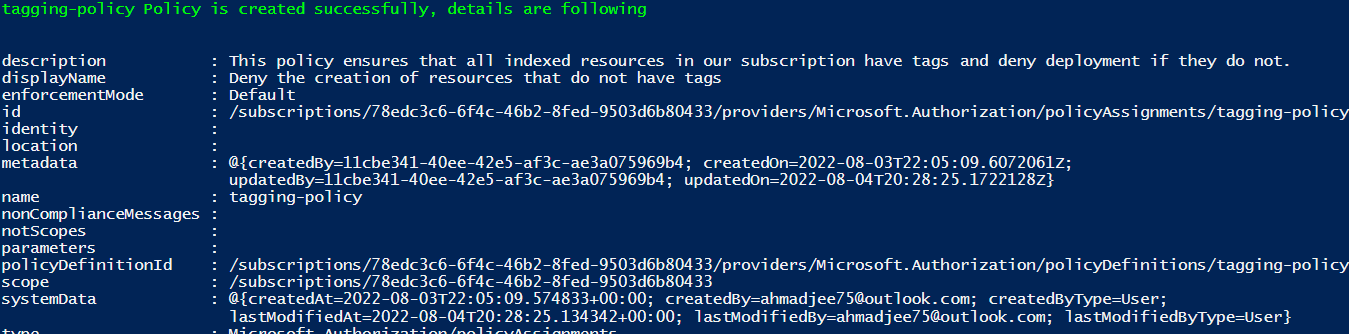 tagging-policy Policy is created successfully, details are following
description : This policy ensures that all indexed resources in our subscription have tags and deny deployment if they do not.
displayName : Deny the creation of resources that do not have tags
enforcementMode : Default
id : /subscriptions/78edc3c6-6f4c-46b2-8fed-9503d6b80433/providers/Microsoft.Authorization/policyAssignments/tagging-policy
identity :
location :
metadata : @{createdBy=11cbe341-40ee-42e5-af3c-ae3a075969b4; createdOn=2022-08-03T22:05:09.6072061Z;
updatedBy=11cbe341-40ee-42e5-af3c-ae3a075969b4; updatedOn=2022-08-04T20:28:25.1722128Z}
name : tagging-policy
nonComplianceMessages :
notScopes :
parameters :
policyDefinitionId : /subscriptions/78edc3c6-6f4c-46b2-8fed-9503d6b80433/providers/Microsoft.Authorization/policyDefinitions/tagging-policy
scope : /subscriptions/78edc3c6-6f4c-46b2-8fed-9503d6b80433
systemData : @{createdAt=2022-08-03T22:05:09.574833+00:00; createdBy=ahmadjee75@outlook.com; createdByType=User;
lastModifiedAt=2022-08-04T20:28:25.134342+00:00; lastModifiedBy=ahmadjee75@outlook.com; lastModifiedByType=User}
type : Microsoft.Authorization/policyAssignments